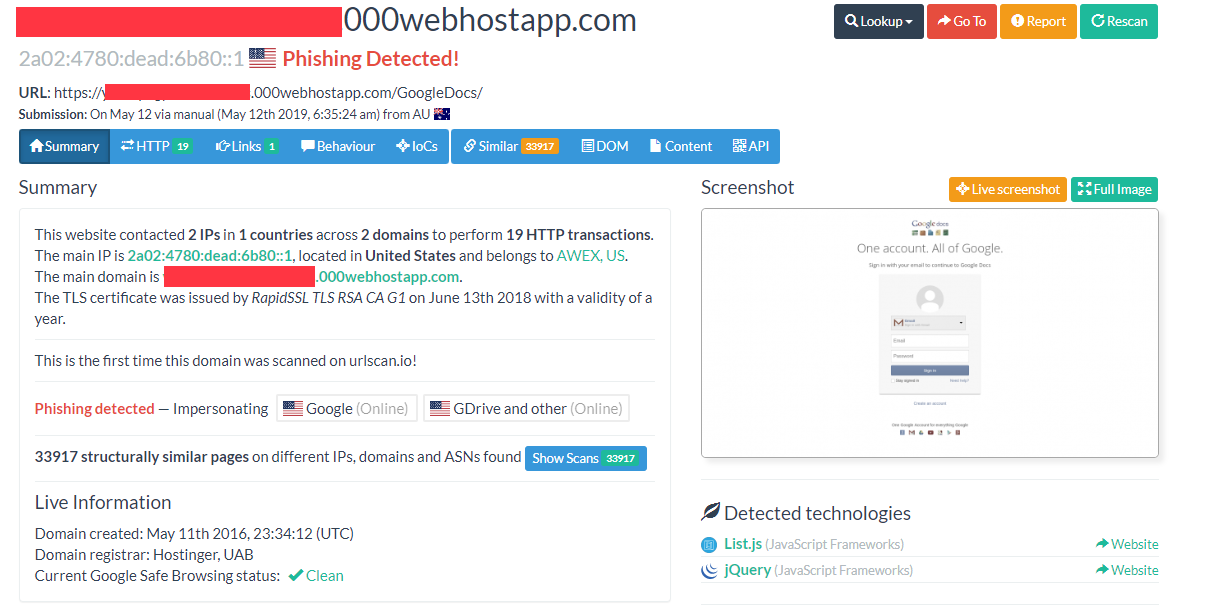 000webhostapp.com
Lookup
Go To
Report
Rescan
2a02:4780:dead:6b80::1 Phishing Detected!
URL: https://y .000webhostapp.com/GoogleDocs/
Submission: On May 12 via manual (May 12th 2019, 6:35:24 am) from AU
Summary HTTP 19 Links 1 Behaviour IoCs Similar 33917 DOM Content API
Summary
This website contacted 2 IPs in 1 countries across 2 domains to perform 19 HTTP transactions.
The main IP is 2a02:4780:dead:6b80::1, located in United States and belongs to AWEX, US.
The main domain is .000webhostapp.com.
The TLS certificate was issued by RapidSSL TLS RSA CA G1 on June 13th 2018 with a validity of a
year.
This is the first time this domain was scanned on urlscan.io!
Phishing detected — Impersonating Google (Online) GDrive and other (Online)
33917 structurally similar pages on different IPs, domains and ASNs found Show Scans 33917
Live Information
Domain created: May 11th 2016, 23:34:12 (UTC)
Domain registrar: Hostinger, UAB
Current Google Safe Browsing status: Clean
Screenshot
Live screenshot
Full Image
Google docs
One account. All of Google.
Sign in with your email to continue to Google Docs
Email
Password
Sign in
Stay signed in Need Help?
Create an account
One Google Account for everything Google
Detected technologies
List.js (JavaScript Frameworks) Website
jQuery (JavaScript Frameworks) Website